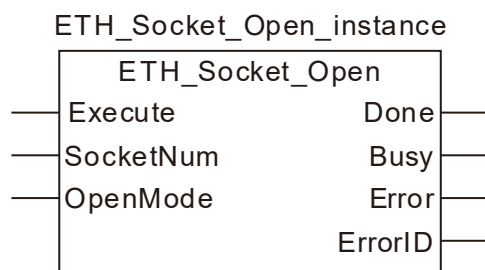 ETH_Socket_Open_instance
ETH_Socket_Open
Execute Done
SocketNum Busy
OpenMode Error
ErrorID